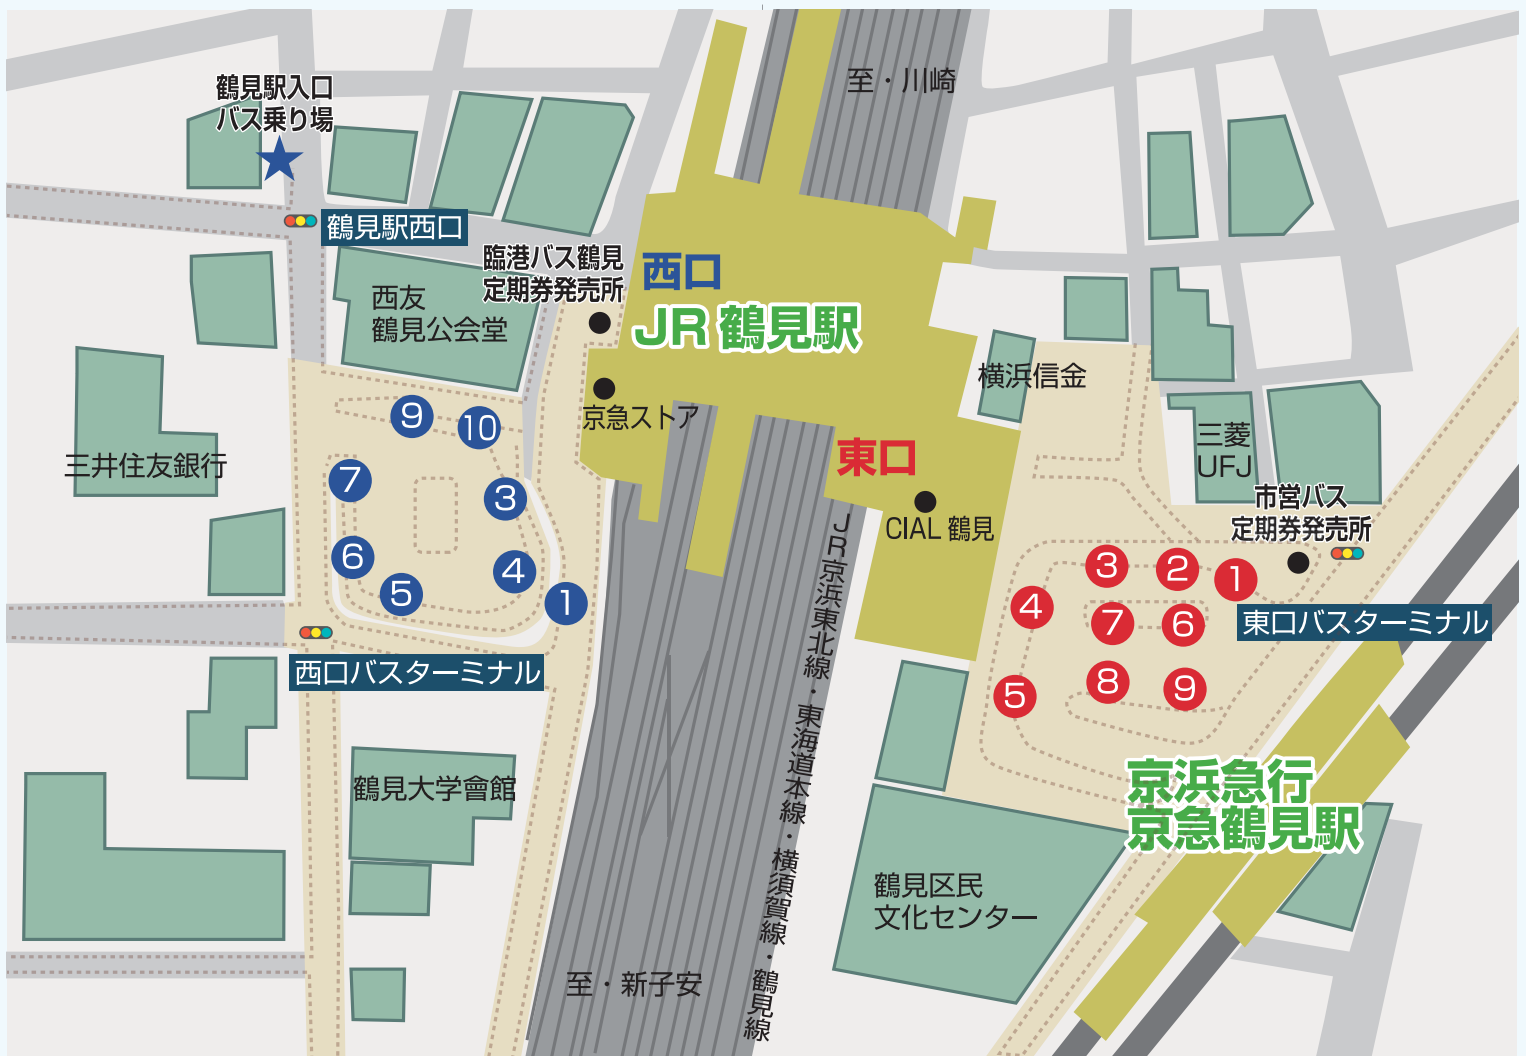 至・川崎
鶴見駅入口
バス乗り場
鶴見駅西口
臨港バス鶴見
定期券発売所
西口
JR 鶴見駅
西友
鶴見公会堂
京急ストア
横浜信金
三菱
UFJ
三井住友銀行
東口
CIAL 鶴見
市営バス
定期券発売所
9
10
7
3
6
5
4
1
3
2
1
4
7
6
5
8
9
東口バスターミナル
西口バスターミナル
JR京浜東北線・東海道本線・横須賀線・鶴見線
鶴見大学會館
京浜急行
京急鶴見駅
鶴見区民
文化センター
至・新子安